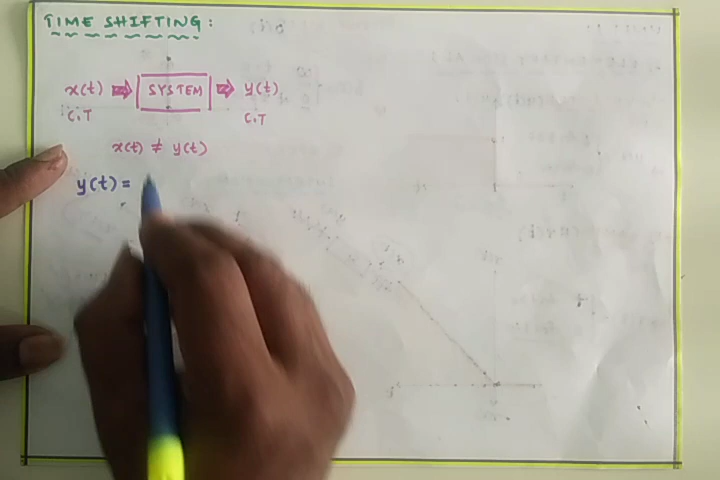 TIME SHIFTING:
x(t) ⇒ SYSTEM ⇒ y(t)
C.T C.T
x(t) ≠ y(t)
y(t) =